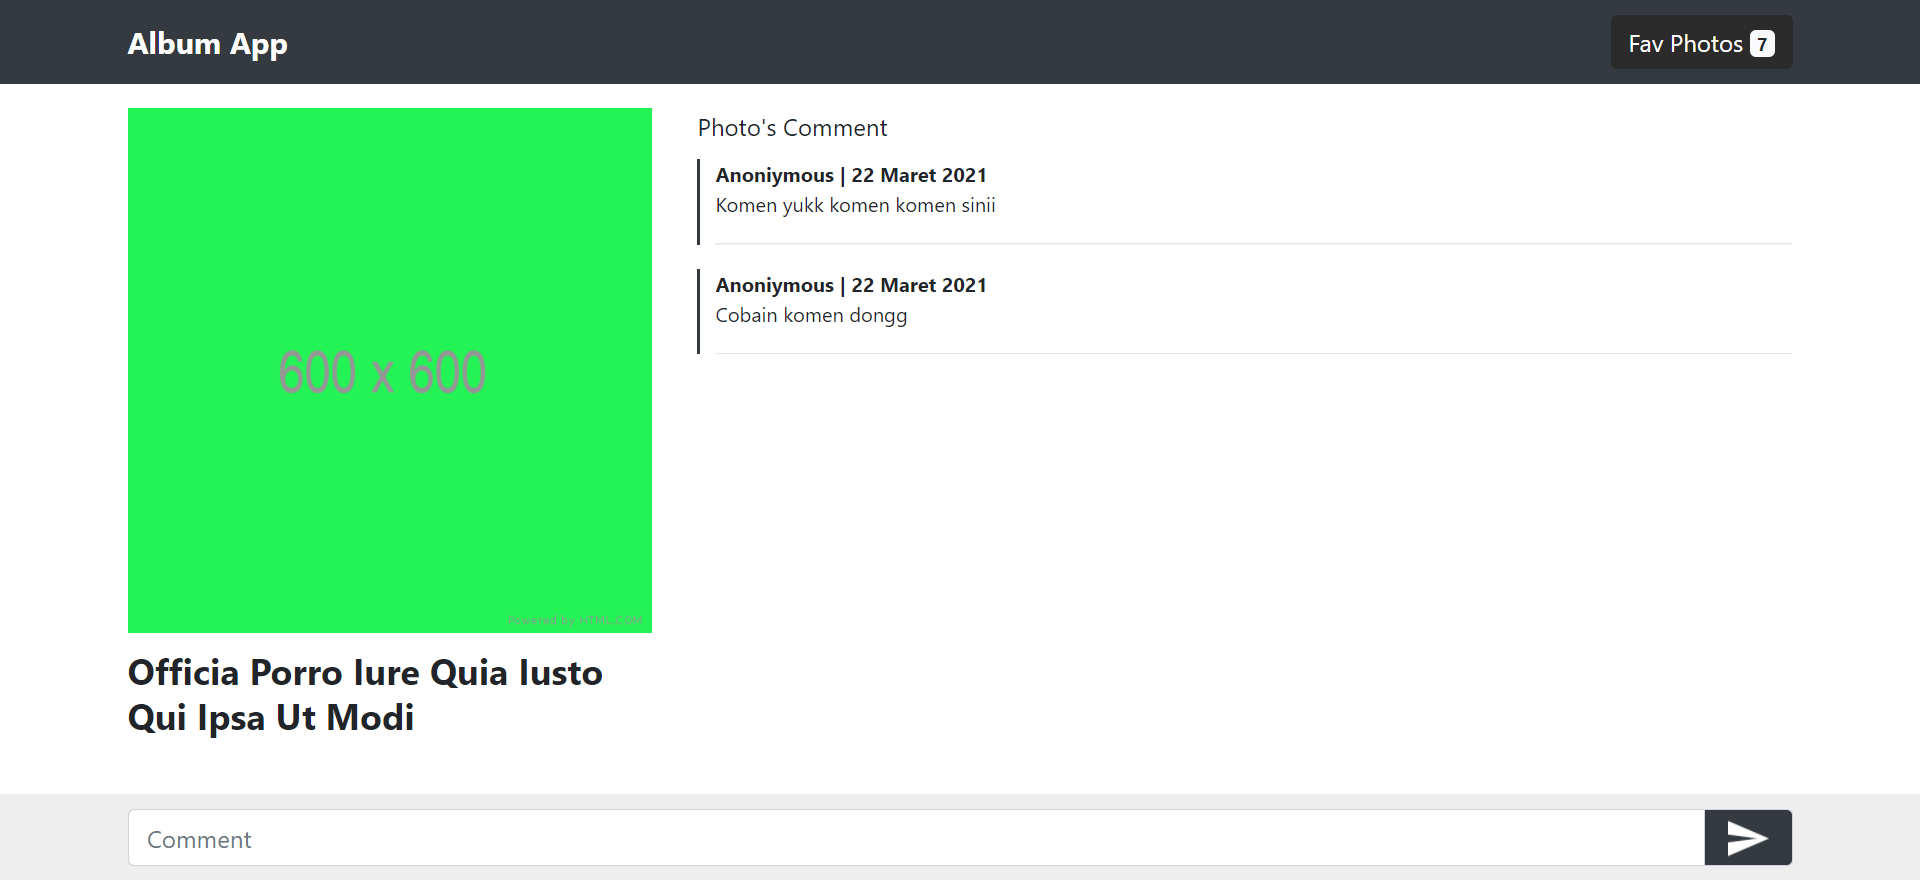 Album App
Fav Photos 7
600 x 600
Powered by HTML.COM
Officia Porro Iure Quia Iusto
Qui Ipsa Ut Modi
Photo's Comment
Anoniymous | 22 Maret 2021
Komen yukk komen komen sinii
Anoniymous | 22 Maret 2021
Cobain komen dongg
Comment